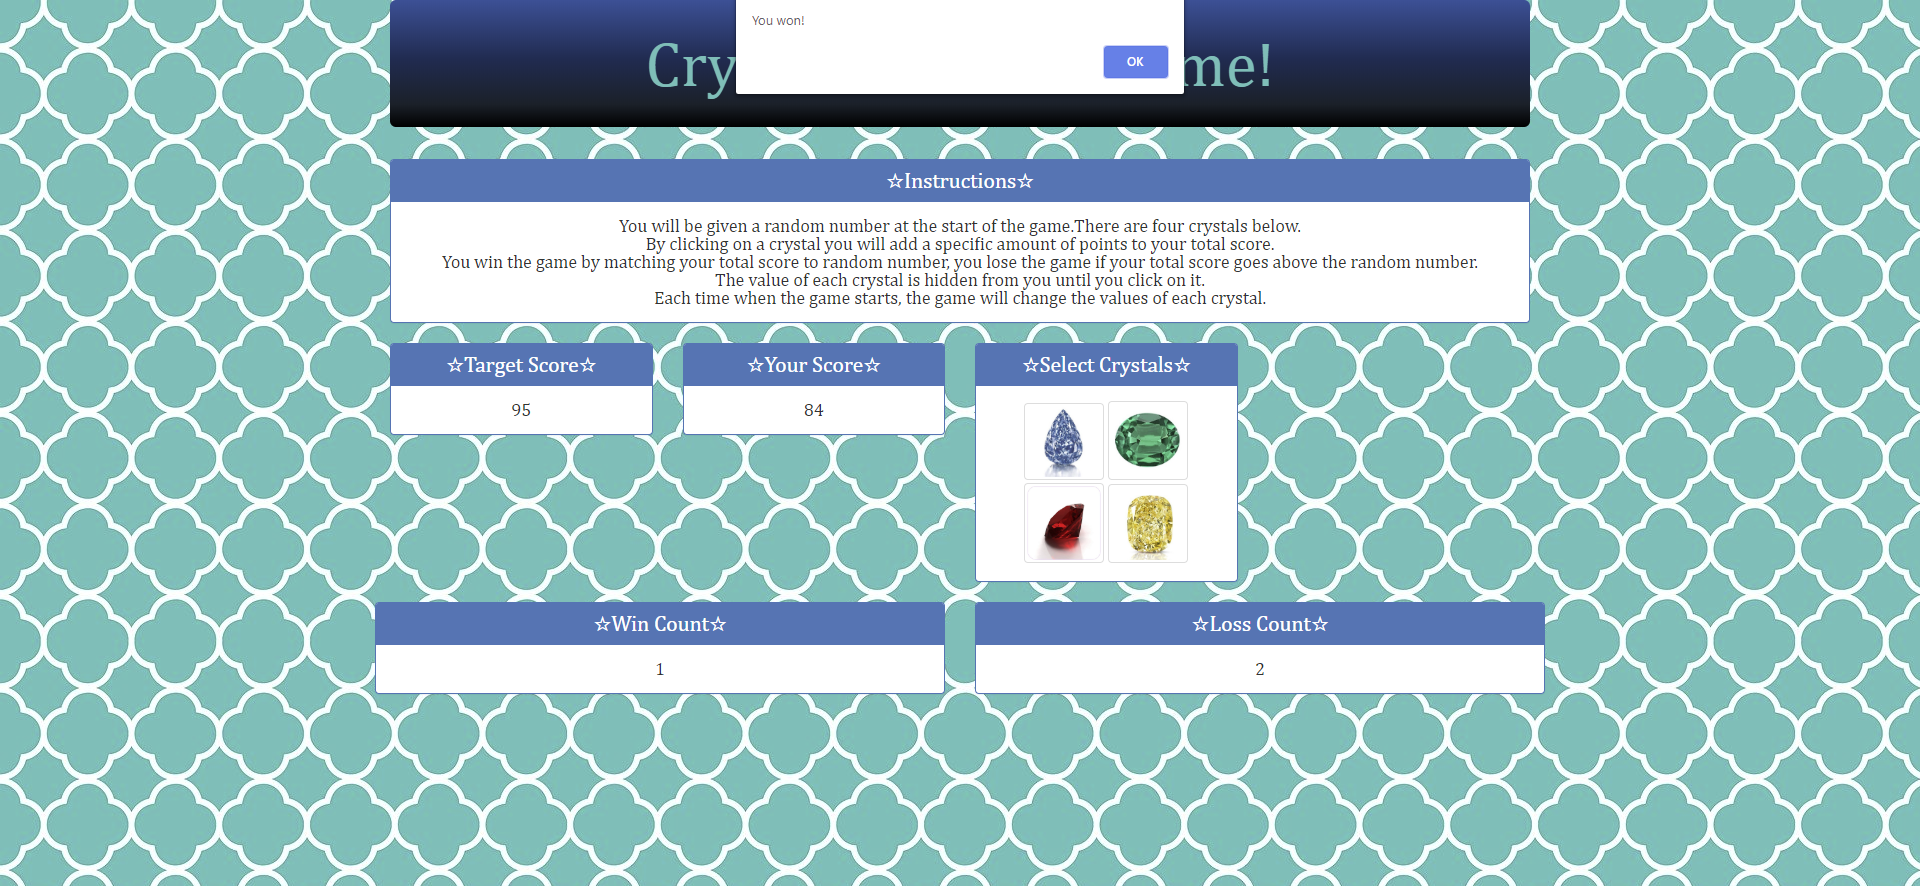 You won!
OK
Cry me!
☆Instructions☆
You will be given a random number at the start of the game.There are four crystals below.
By clicking on a crystal you will add a specific amount of points to your total score.
You win the game by matching your total score to random number, you lose the game if your total score goes above the random number.
The value of each crystal is hidden from you until you click on it.
Each time when the game starts, the game will change the values of each crystal.
☆Target Score☆
95
☆Your Score☆
84
☆Select Crystals☆
☆Win Count☆
1
☆Loss Count☆
2